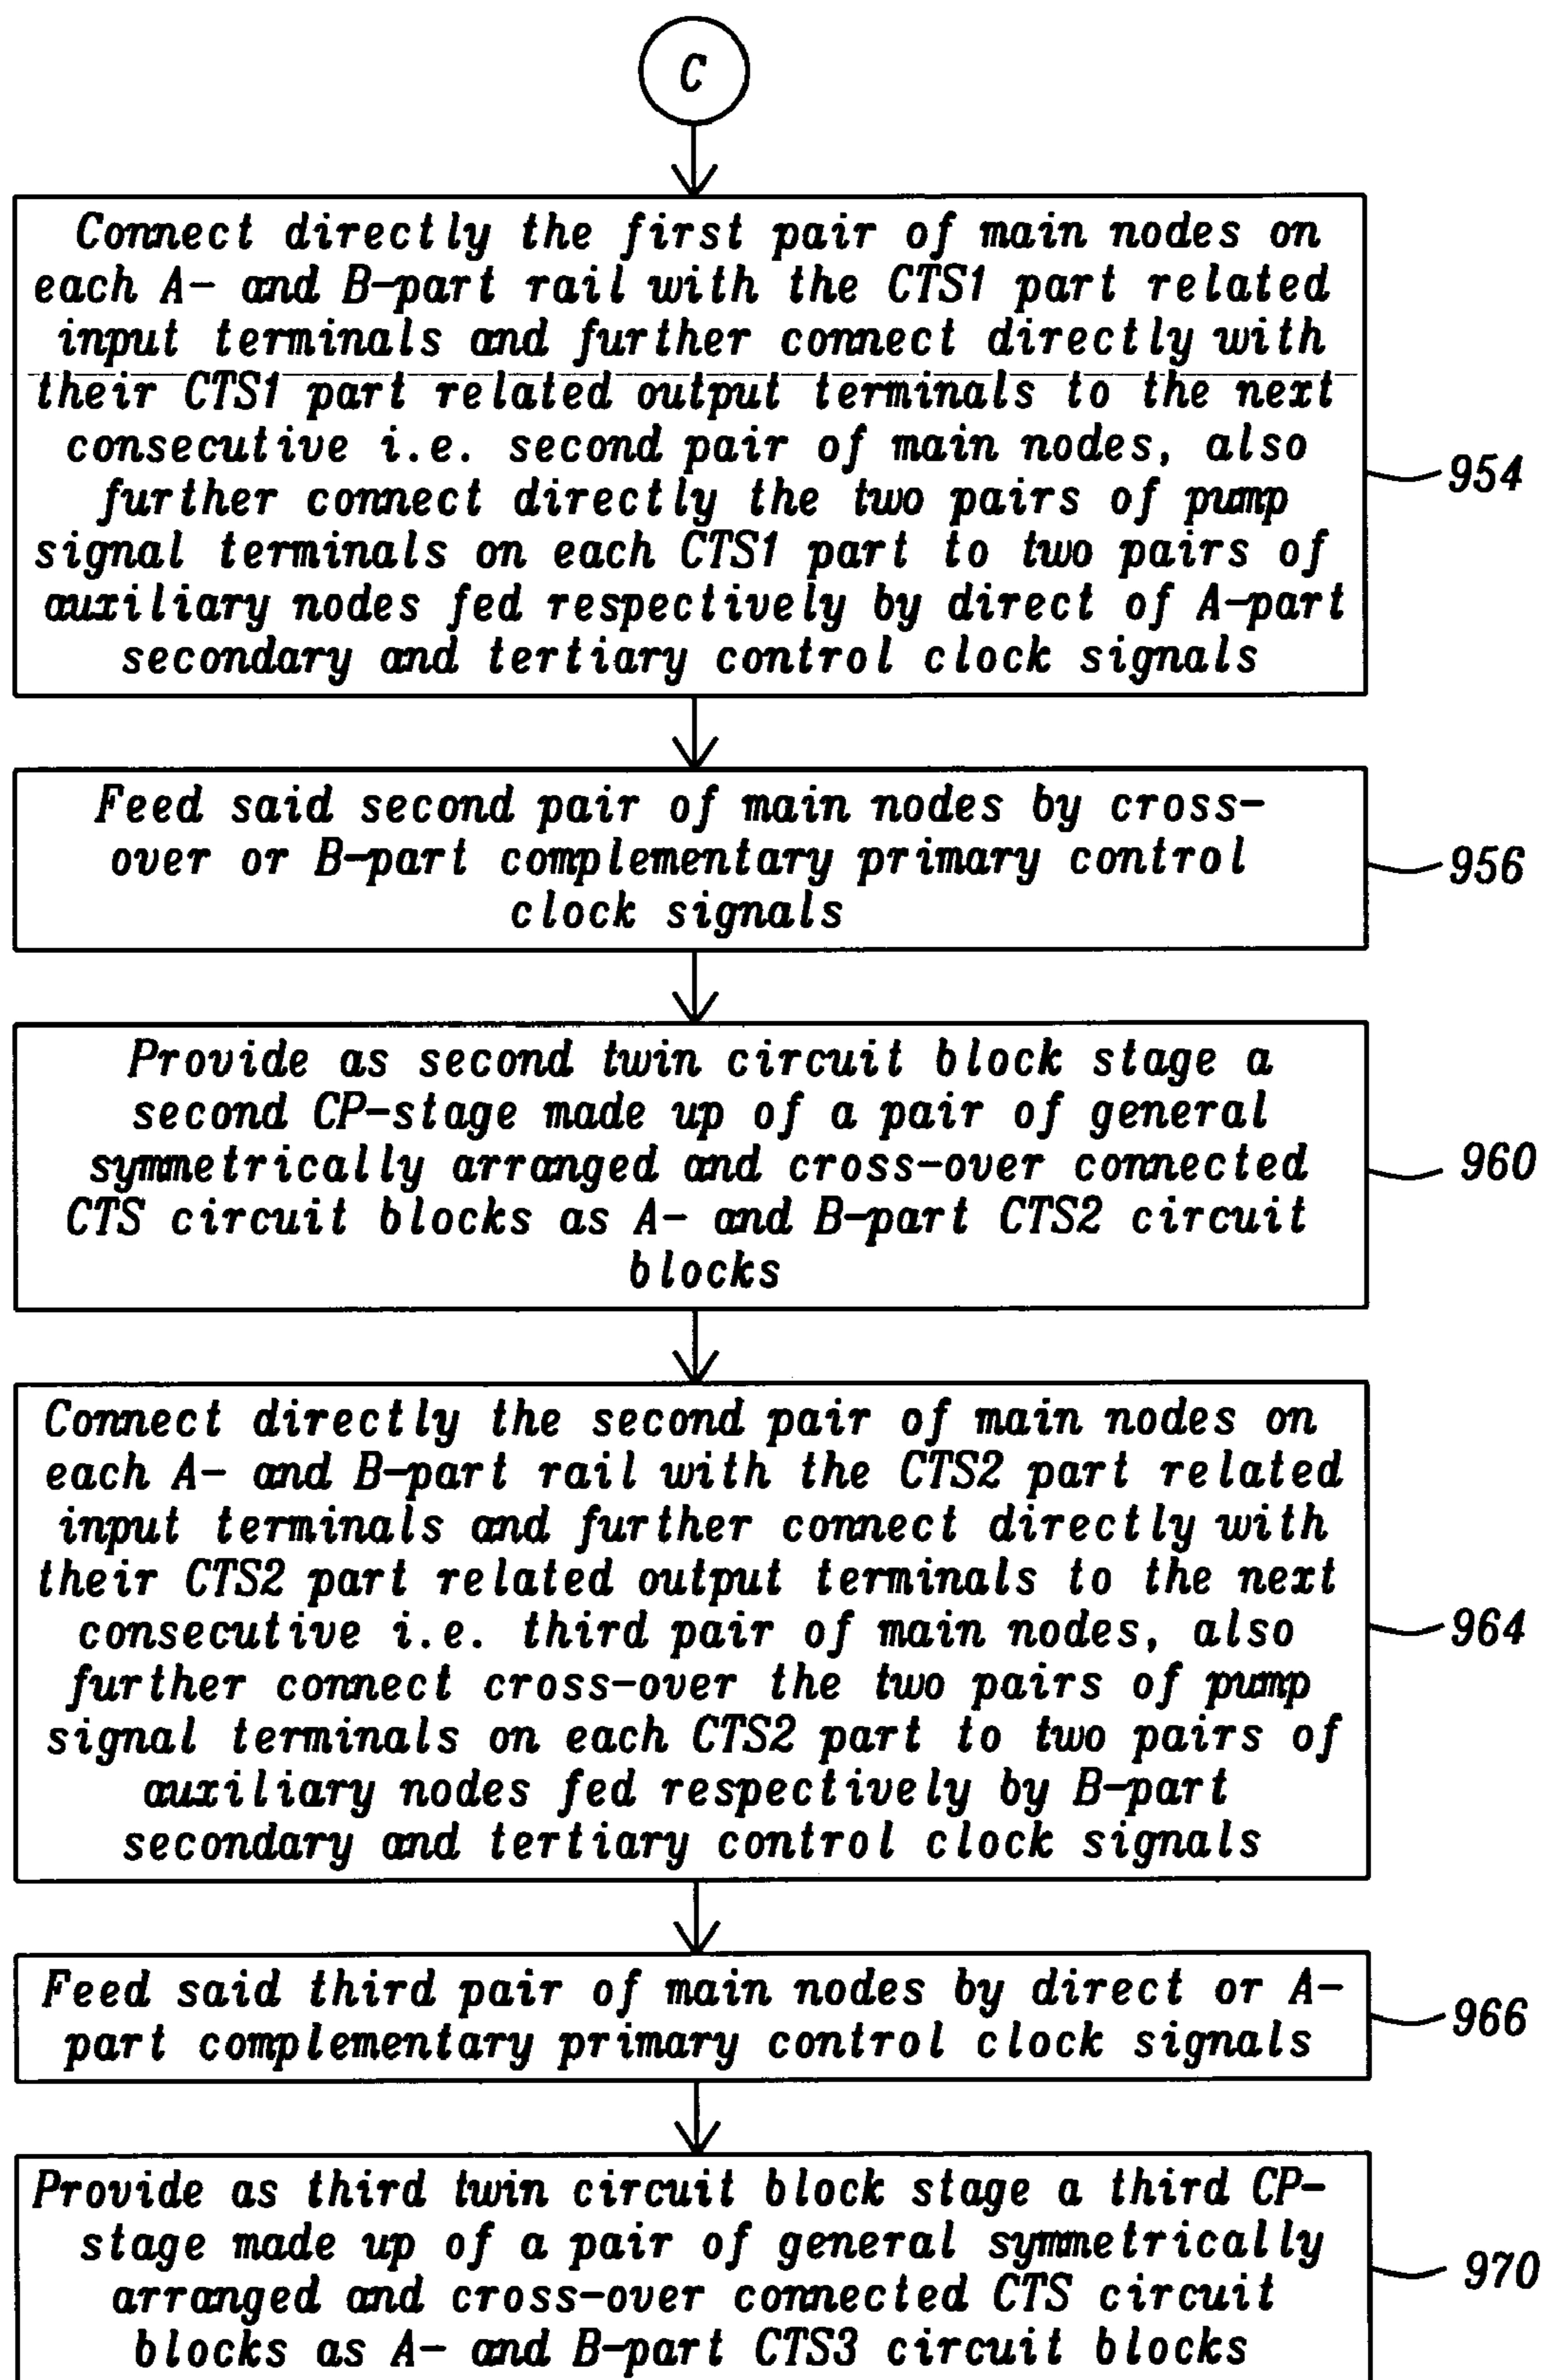 C
Connect directly the first pair of main nodes on
each A- and B-part rail with the CTS1 part related
input terminals and further connect directly with
their CTS1 part related output terminals to the next
consecutive i.e. second pair of main nodes, also
further connect directly the two pairs of pump
signal terminals on each CTS1 part to two pairs of
auxiliary nodes fed respectively by direct of A-part
secondary and tertiary control clock signals
954
Feed said second pair of main nodes by cross-
over or B-part complementary primary control
clock signals
956
Provide as second twin circuit block stage a
second CP-stage made up of a pair of general
symmetrically arranged and cross-over connected
CTS circuit blocks as A- and B-part CTS2 circuit
blocks
960
Connect directly the second pair of main nodes on
each A- and B-part rail with the CTS2 part related
input terminals and further connect directly with
their CTS2 part related output terminals to the next
consecutive i.e. third pair of main nodes, also
further connect cross-over the two pairs of pump
signal terminals on each CTS2 part to two pairs of
auxiliary nodes fed respectively by B-part
secondary and tertiary control clock signals
964
Feed said third pair of main nodes by direct or A-
part complementary primary control clock signals
966
Provide as third twin circuit block stage a third CP-
stage made up of a pair of general symmetrically
arranged and cross-over connected CTS circuit
blocks as A- and B-part CTS3 circuit blocks
970